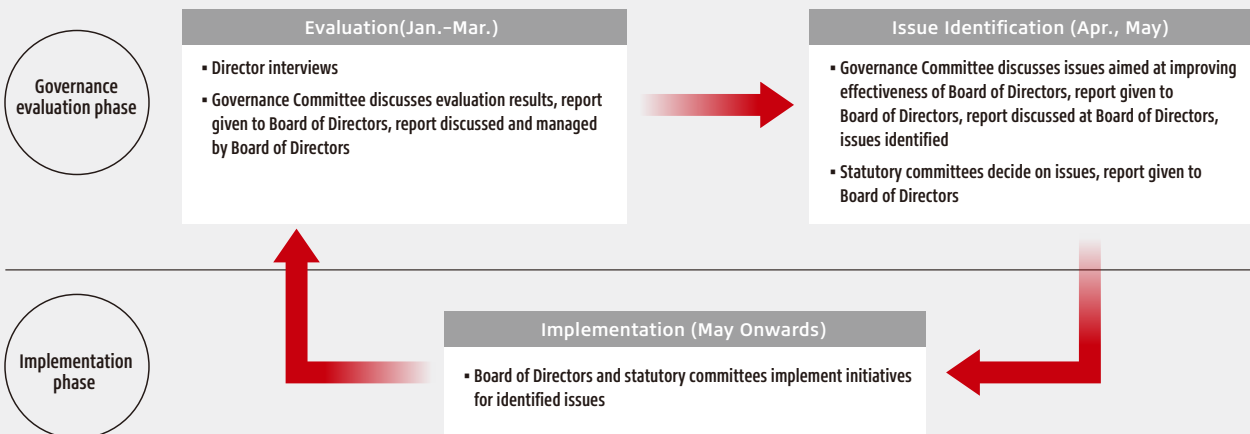 Governance
evaluation phase
Evaluation(Jan.–Mar.)
▪ Director interviews
▪ Governance Committee discusses evaluation results, report
given to Board of Directors, report discussed and managed
by Board of Directors
Issue Identification (Apr., May)
▪ Governance Committee discusses issues aimed at improving
effectiveness of Board of Directors, report given to
Board of Directors, report discussed at Board of Directors,
issues identified
▪ Statutory committees decide on issues, report given to
Board of Directors
Implementation
phase
Implementation (May Onwards)
▪ Board of Directors and statutory committees implement initiatives
for identified issues